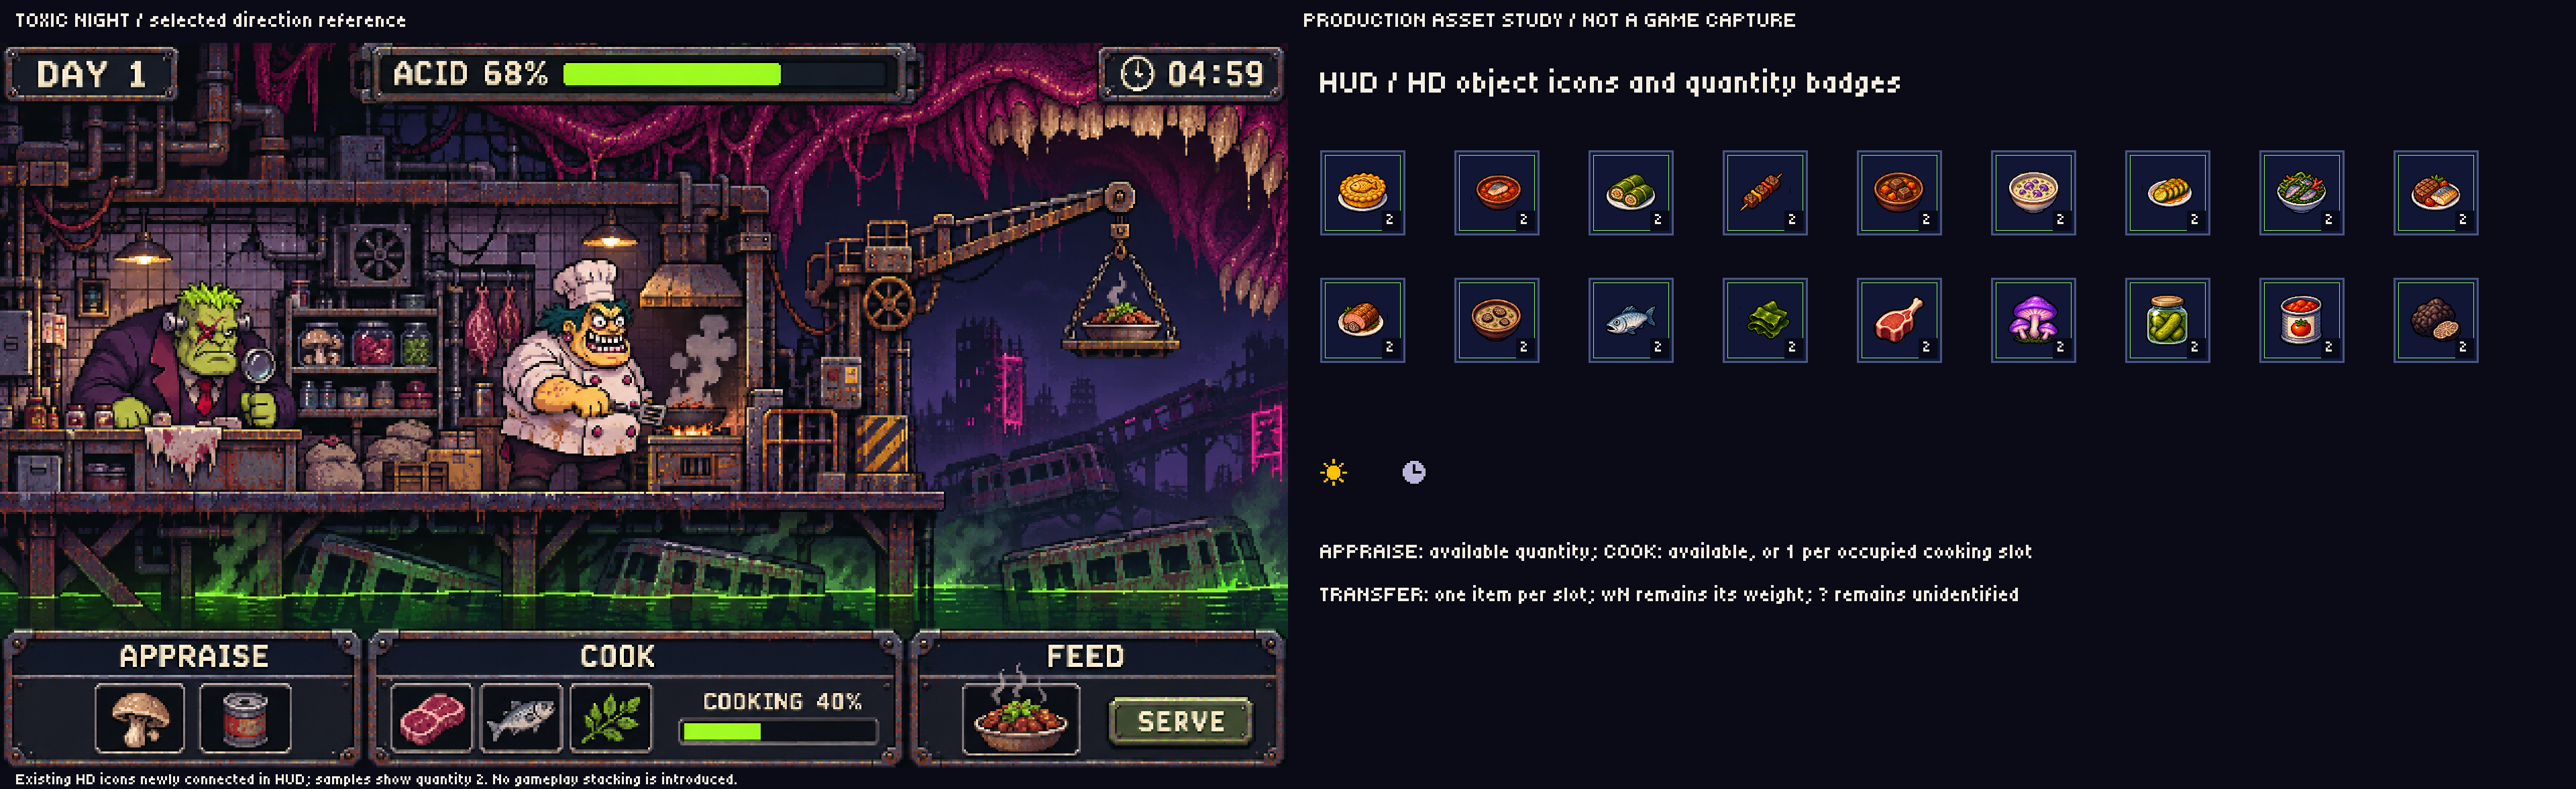 TOXIC NIGHT / selected direction reference
DAY 1
ACID 68%
04:59
APPRAISE
COOK
COOKING 40%
FEED
SERVE
Existing HD icons newly connected in HUD; samples show quantity 2. No gameplay stacking is introduced.
PRODUCTION ASSET STUDY / NOT A GAME CAPTURE
HUD / HD object icons and quantity badges
2 2 2 2 2 2 2 2 2
2 2 2 2 2 2 2 2 2
APPRAISE: available quantity; COOK: available, or 1 per occupied cooking slot
TRANSFER: one item per slot; wN remains its weight; ? remains unidentified